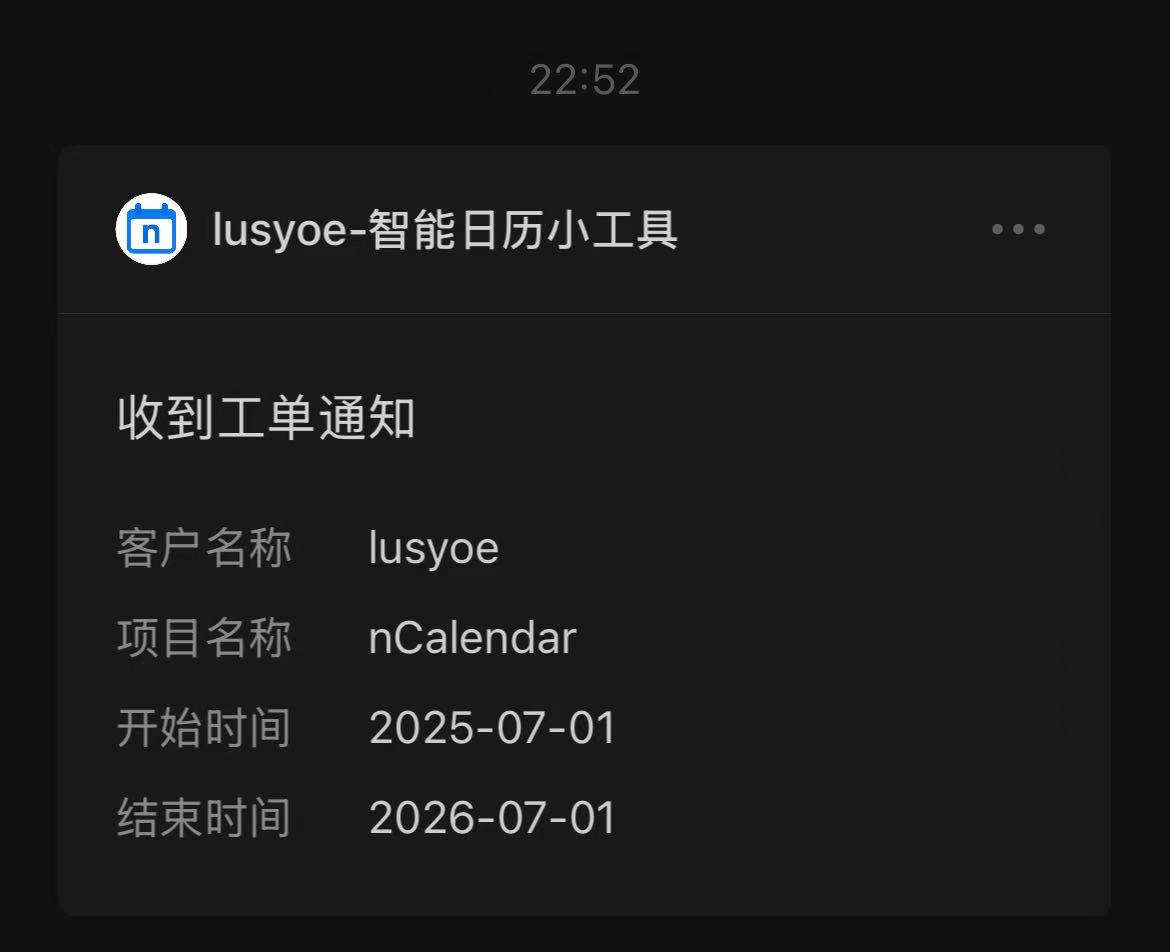 22:52
n
lusyoe-智能日历小工具
收到工单通知
客户名称 lusyoe
项目名称 nCalendar
开始时间 2025-07-01
结束时间 2026-07-01